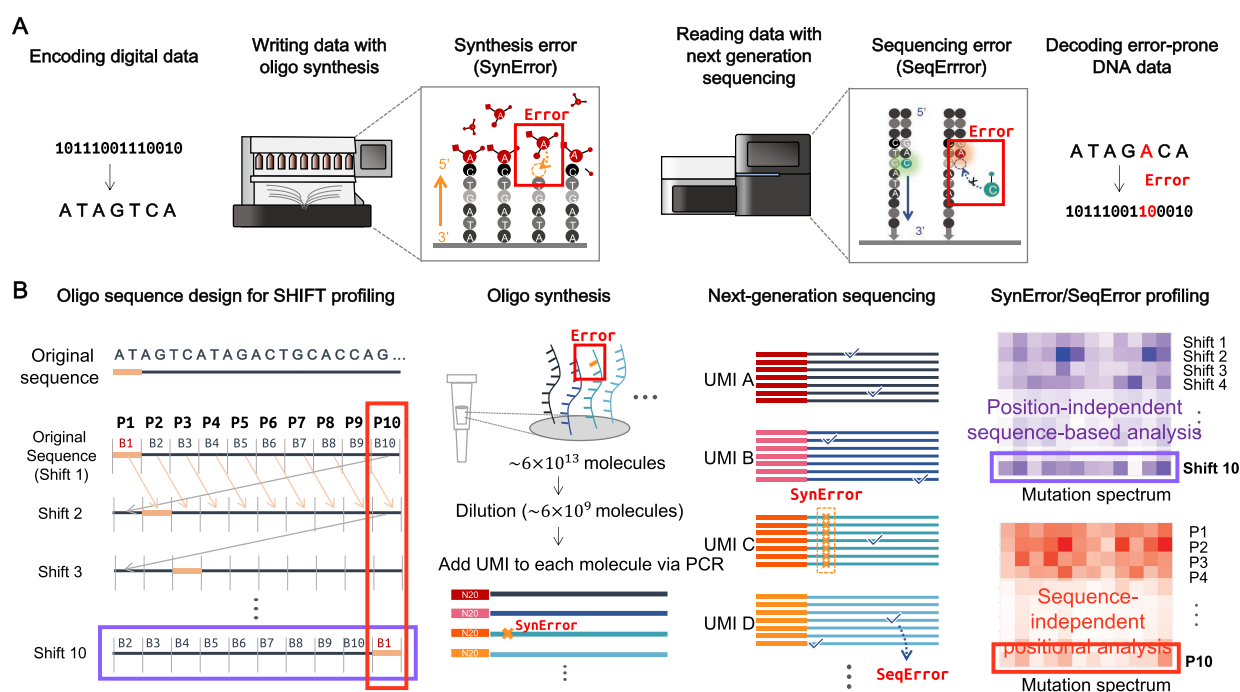 A
Encoding digital data
10111001110010
ATAGTCA
Writing data with
oligo synthesis
Synthesis error
(SynError)
Error
A
A
A
A
A
5'
3'
C
C
C
T
T
T
T
G
G
G
G
A
A
A
A
T
T
T
T
A
A
A
A
Reading data with
next generation
sequencing
Sequencing error
(SeqErrror)
5'
3'
Error
C
G
T
A
G
C
A
T
A
T
A
G
A
C
Decoding error-prone
DNA data
ATAGACA
Error
10111001100010
B
Oligo sequence design for SHIFT profiling
Original
sequence
ATAGTCATAGACTGCACCAG...
P1 P2 P3 P4 P5 P6 P7 P8 P9 P10
Original
Sequence
(Shift 1)
B1 B2 B3 B4 B5 B6 B7 B8 B9 B10
Shift 2
Shift 3
Shift 10
B2 B3 B4 B5 B6 B7 B8 B9 B10 B1
Oligo synthesis
Error
~6×10¹³ molecules
Dilution (~6×10⁹ molecules)
Add UMI to each molecule via PCR
N20
N20
N20
SynError
N20
Next-generation sequencing
UMI A
UMI B
SynError
UMI C
UMI D
SeqError
SynError/SeqError profiling
Shift 1
Shift 2
Shift 3
Shift 4
Position-independent
sequence-based analysis
Shift 10
Mutation spectrum
P1
P2
P3
P4
Sequence-
independent
positional analysis
P10
Mutation spectrum